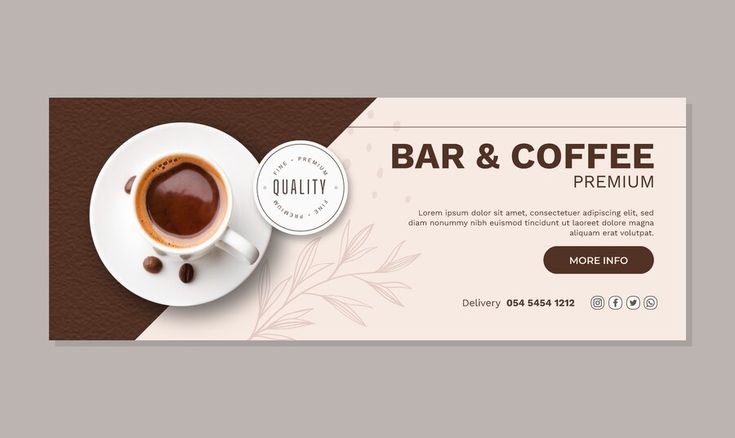 FINE • PREMIUM
QUALITY
FINE • PREMIUM
BAR & COFFEE
PREMIUM
Lorem ipsum dolor sit amet, consectetuer adipiscing elit, sed
diam nonummy nibh euismod tincidunt ut laoreet dolore magna
aliquam erat volutpat.
MORE INFO
Delivery 054 5454 1212